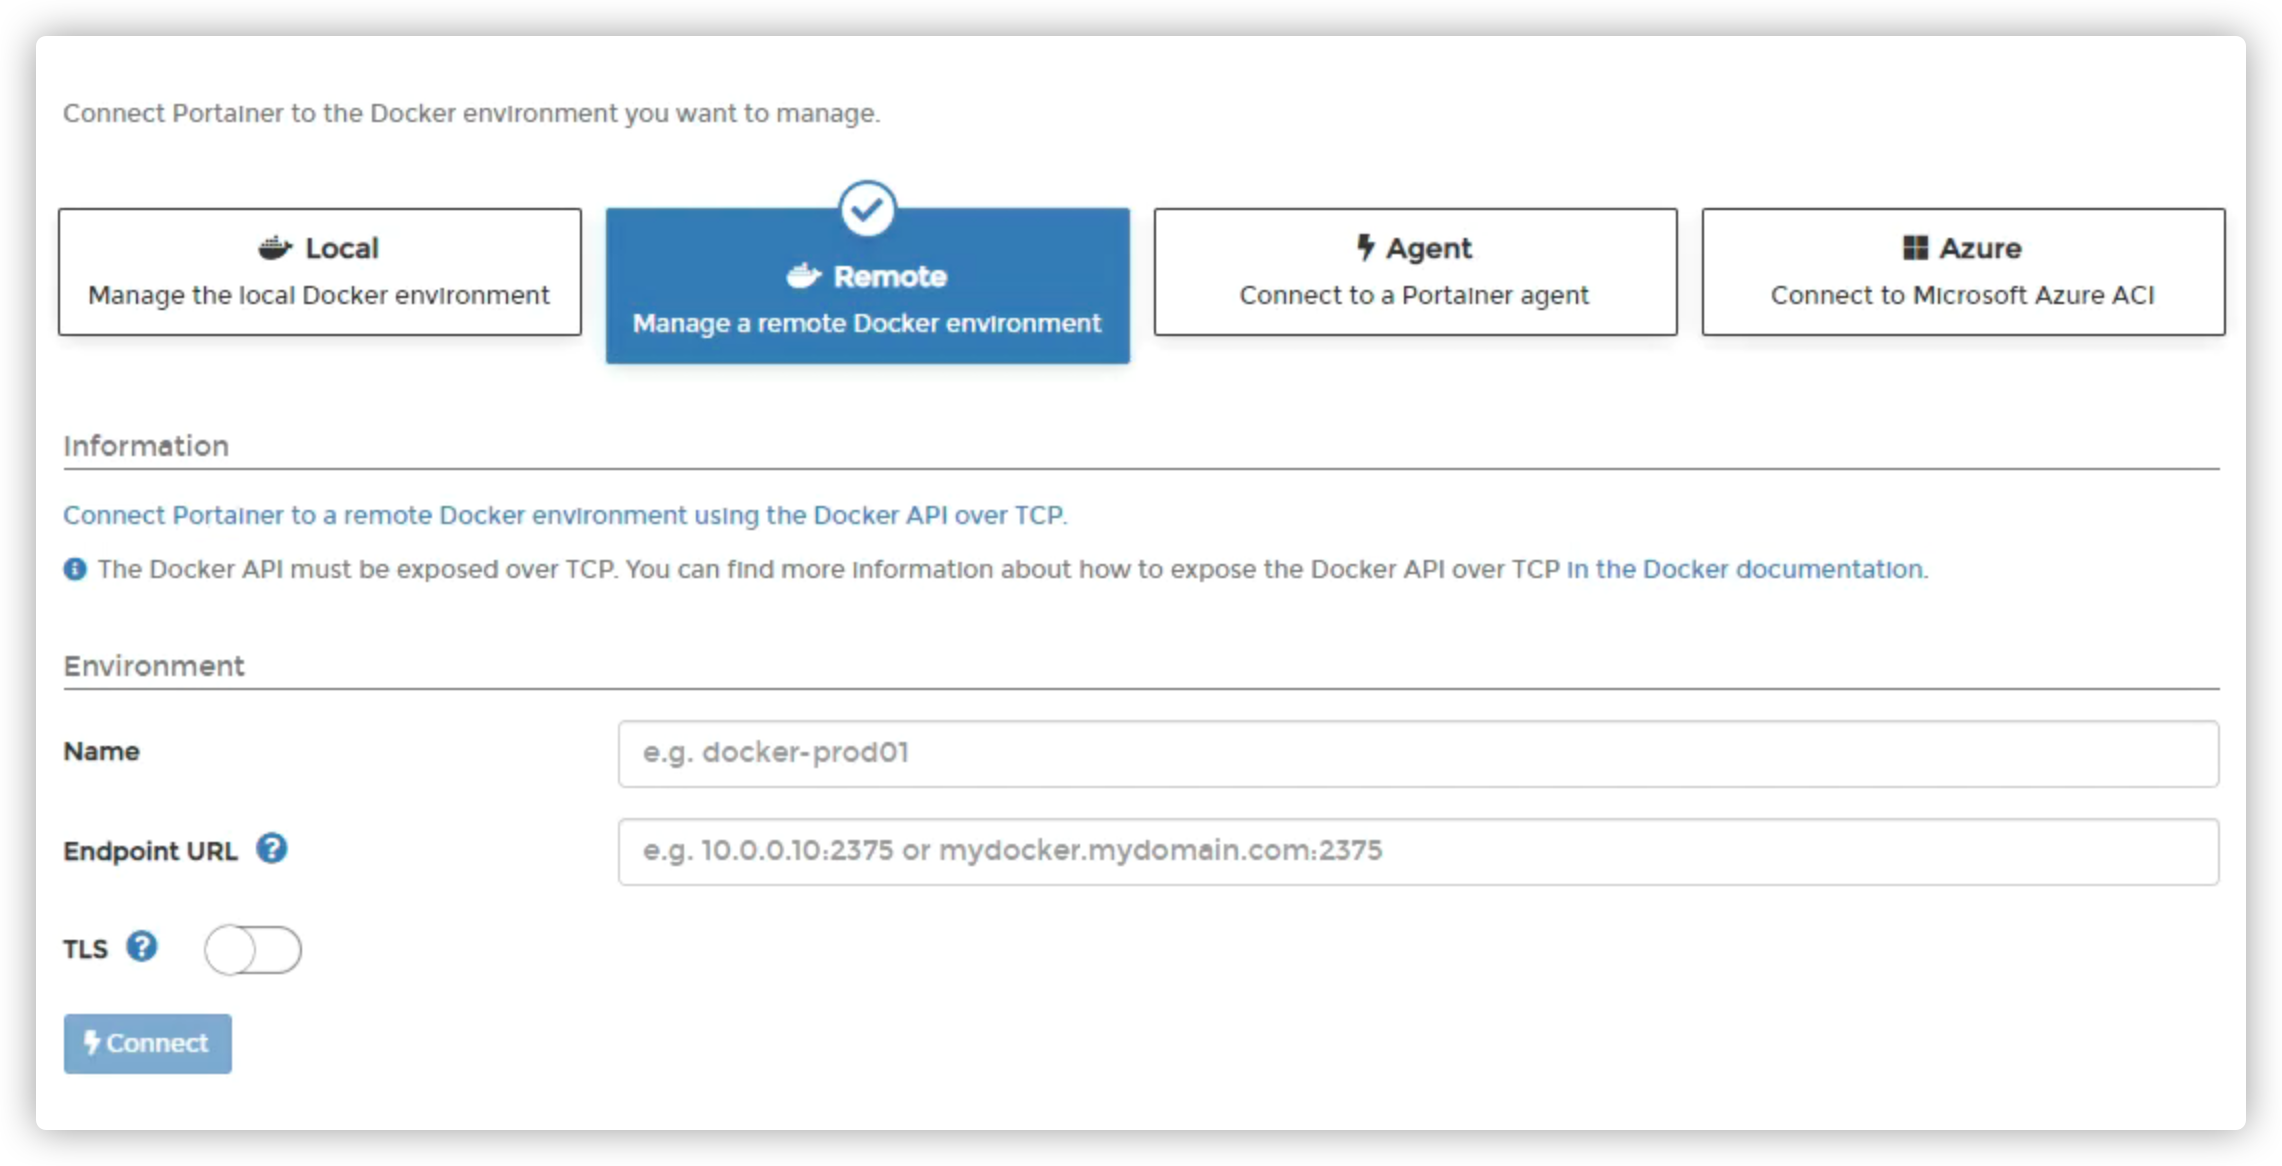 Connect Portainer to the Docker environment you want to manage.
Local
Manage the local Docker environment
Remote
Manage a remote Docker environment
Agent
Connect to a Portainer agent
Azure
Connect to Microsoft Azure ACI
Information
Connect Portainer to a remote Docker environment using the Docker API over TCP.
The Docker API must be exposed over TCP. You can find more information about how to expose the Docker API over TCP in the Docker documentation.
Environment
Name
e.g. docker-prod01
Endpoint URL
e.g. 10.0.0.10:2375 or mydocker.mydomain.com:2375
TLS
Connect